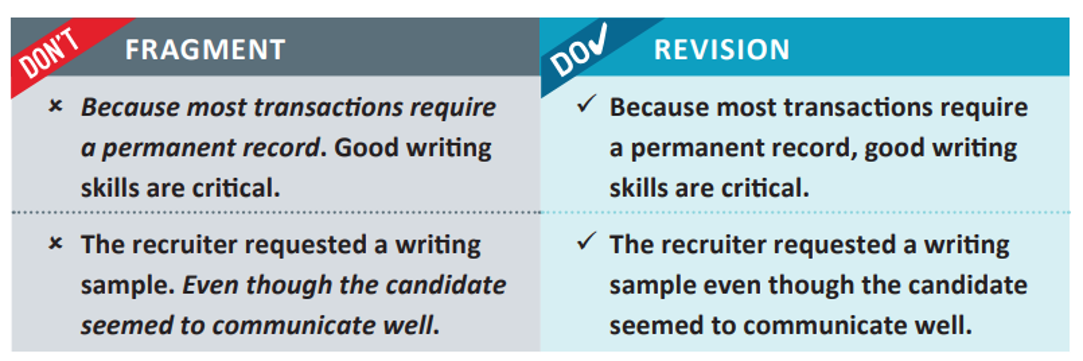 DON'T
FRAGMENT
× Because most transactions require
a permanent record. Good writing
skills are critical.
× The recruiter requested a writing
sample. Even though the candidate
seemed to communicate well.
DO✓
REVISION
✓ Because most transactions require
a permanent record, good writing
skills are critical.
✓ The recruiter requested a writing
sample even though the candidate
seemed to communicate well.